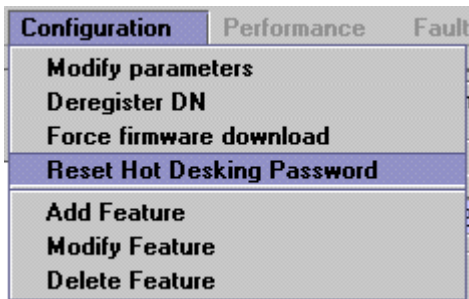 Configuration Performance Fault
Modify parameters
Deregister DN
Force firmware download
Reset Hot Desking Password
Add Feature
Modify Feature
Delete Feature